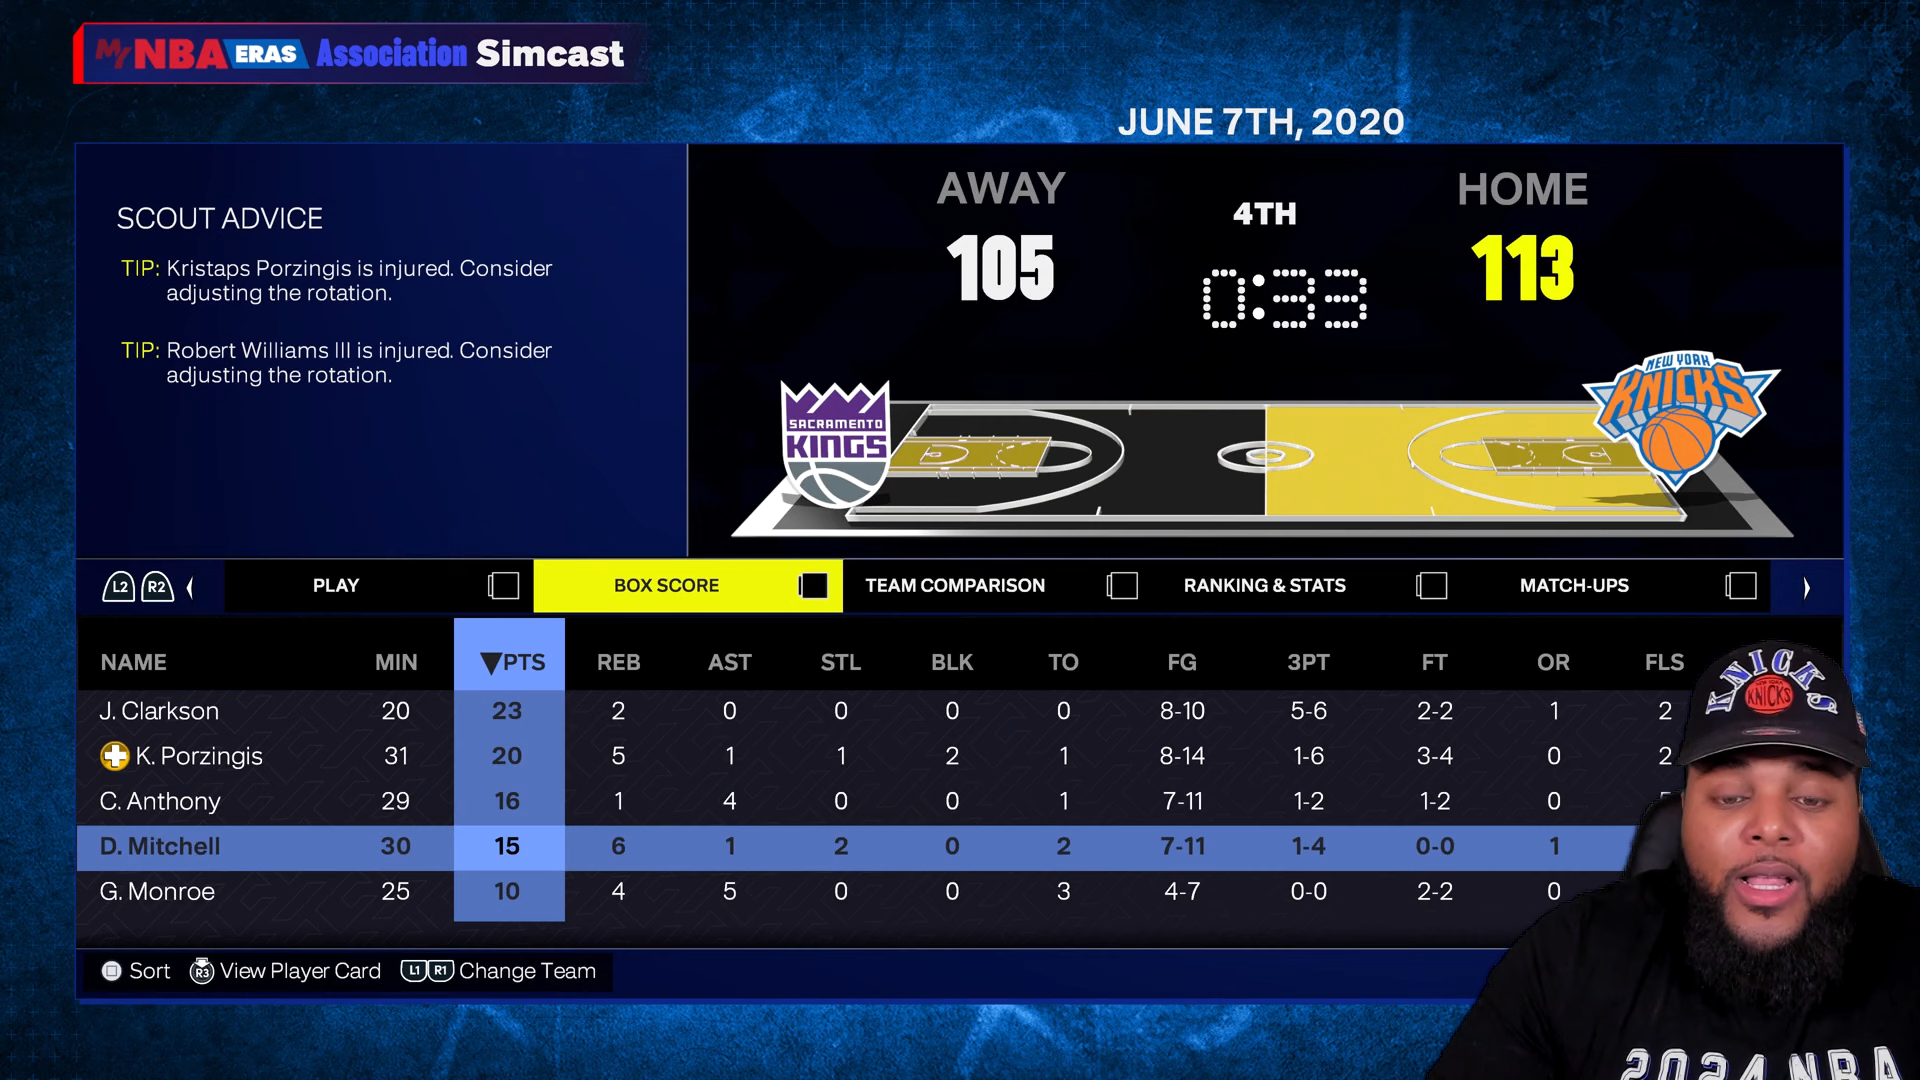 MyNBA ERAS Association Simcast
JUNE 7TH, 2020
SCOUT ADVICE
TIP: Kristaps Porzingis is injured. Consider
adjusting the rotation.
TIP: Robert Williams III is injured. Consider
adjusting the rotation.
AWAY
105
4TH
0:33
HOME
113
SACRAMENTO
KINGS
NEW YORK
KNICKS
L2 R2 PLAY BOX SCORE TEAM COMPARISON RANKING & STATS MATCH-UPS
NAME MIN ▼PTS REB AST STL BLK TO FG 3PT FT OR FLS
J. Clarkson 20 23 2 0 0 0 0 8-10 5-6 2-2 1 2
K. Porzingis 31 20 5 1 1 2 1 8-14 1-6 3-4 0 2
C. Anthony 29 16 1 4 0 0 1 7-11 1-2 1-2 0
D. Mitchell 30 15 6 1 2 0 2 7-11 1-4 0-0 1
G. Monroe 25 10 4 5 0 0 3 4-7 0-0 2-2 0
Sort R3 View Player Card L1 R1 Change Team
KNICKS
KNICKS
2024 NBA